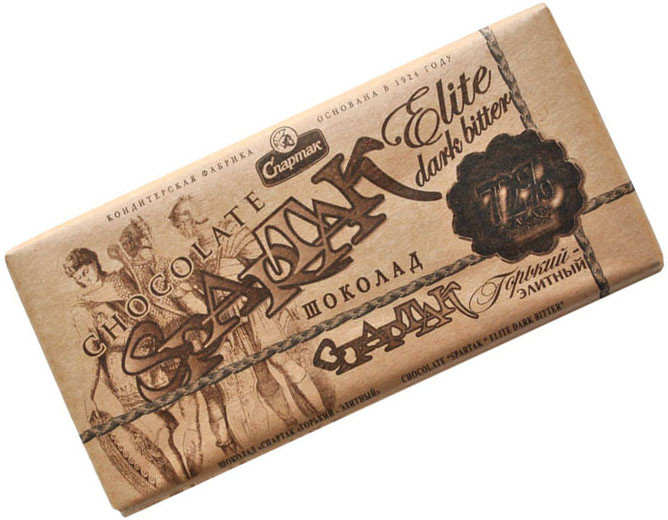 КОНДИТЕРСКАЯ ФАБРИКА
Спартак
ОСНОВАНА В 1924 ГОДУ
CHOCOLATE
СПАРТАК
ШОКОЛАД
Elite
dark bitter
72%
СПАРТАК
Горький-
ЭЛИТНЫЙ
ШОКОЛАД «СПАРТАК «ГОРЬКИЙ - ЭЛИТНЫЙ»
CHOCOLATE "SPARTAK " ELITE DARK BITTER"